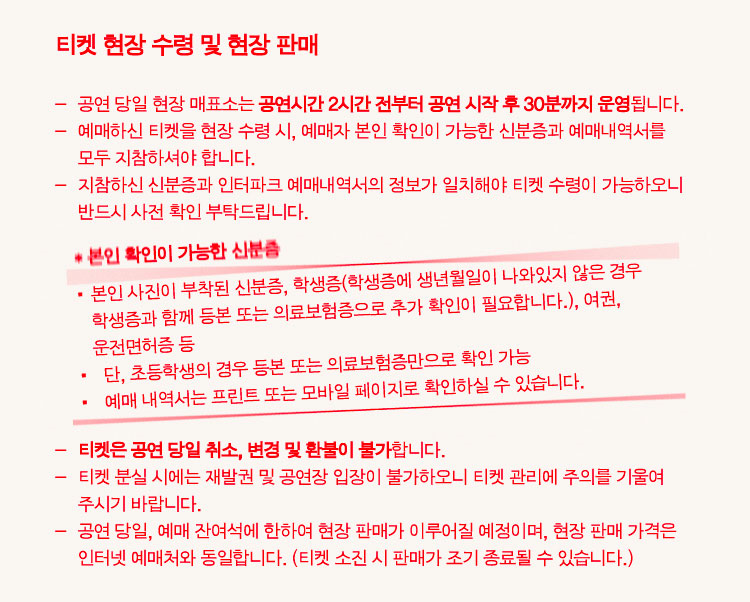 티켓 현장 수령 및 현장 판매
– 공연 당일 현장 매표소는 공연시간 2시간 전부터 공연 시작 후 30분까지 운영됩니다.
– 예매하신 티켓을 현장 수령 시, 예매자 본인 확인이 가능한 신분증과 예매내역서를
모두 지참하셔야 합니다.
– 지참하신 신분증과 인터파크 예매내역서의 정보가 일치해야 티켓 수령이 가능하오니
반드시 사전 확인 부탁드립니다.
* 본인 확인이 가능한 신분증
▪ 본인 사진이 부착된 신분증, 학생증(학생증에 생년월일이 나와있지 않은 경우
학생증과 함께 등본 또는 의료보험증으로 추가 확인이 필요합니다.), 여권,
운전면허증 등
▪ 단, 초등학생의 경우 등본 또는 의료보험증만으로 확인 가능
▪ 예매 내역서는 프린트 또는 모바일 페이지로 확인하실 수 있습니다.
– 티켓은 공연 당일 취소, 변경 및 환불이 불가합니다.
– 티켓 분실 시에는 재발권 및 공연장 입장이 불가하오니 티켓 관리에 주의를 기울여
주시기 바랍니다.
– 공연 당일, 예매 잔여석에 한하여 현장 판매가 이루어질 예정이며, 현장 판매 가격은
인터넷 예매처와 동일합니다. (티켓 소진 시 판매가 조기 종료될 수 있습니다.)